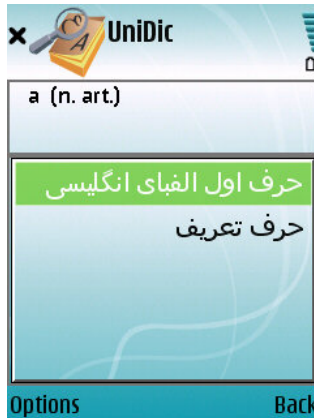 UniDic
a (n. art.)
حرف اول الفبای انگلیسی
حرف تعریف
Options Back